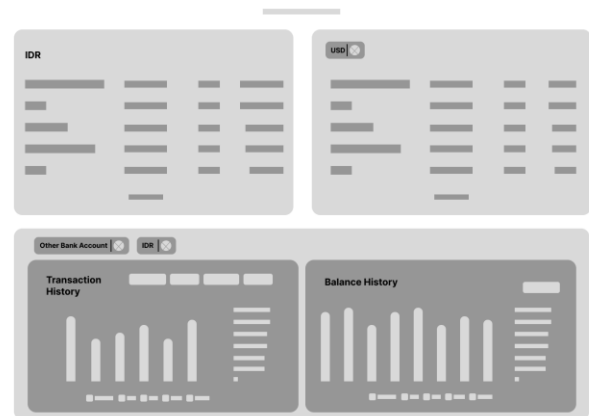 IDR
USD
Other Bank Account
IDR
Transaction
History
Balance History